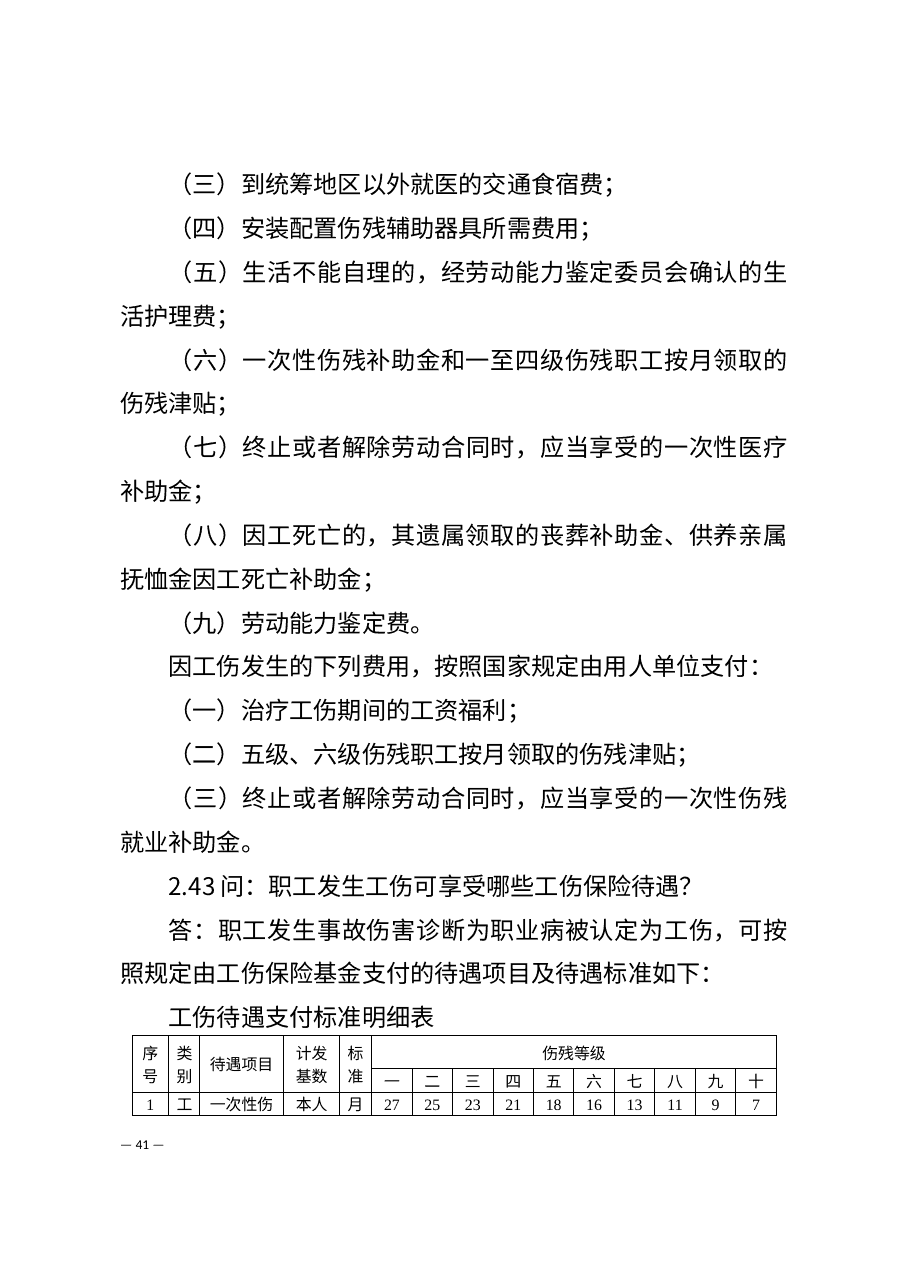 （三）到统筹地区以外就医的交通食宿费；
（四）安装配置伤残辅助器具所需费用；
（五）生活不能自理的，经劳动能力鉴定委员会确认的生
活护理费；
（六）一次性伤残补助金和一至四级伤残职工按月领取的
伤残津贴；
（七）终止或者解除劳动合同时，应当享受的一次性医疗
补助金；
（八）因工死亡的，其遗属领取的丧葬补助金、供养亲属
抚恤金因工死亡补助金；
（九）劳动能力鉴定费。
因工伤发生的下列费用，按照国家规定由用人单位支付：
（一）治疗工伤期间的工资福利；
（二）五级、六级伤残职工按月领取的伤残津贴；
（三）终止或者解除劳动合同时，应当享受的一次性伤残
就业补助金。
2.43 问：职工发生工伤可享受哪些工伤保险待遇？
答：职工发生事故伤害诊断为职业病被认定为工伤，可按
照规定由工伤保险基金支付的待遇项目及待遇标准如下：
工伤待遇支付标准明细表
序号 类别 待遇项目 计发基数 标准 伤残等级
一 二 三 四 五 六 七 八 九 十
1 工 一次性伤 本人 月 27 25 23 21 18 16 13 11 9 7
— 41 —